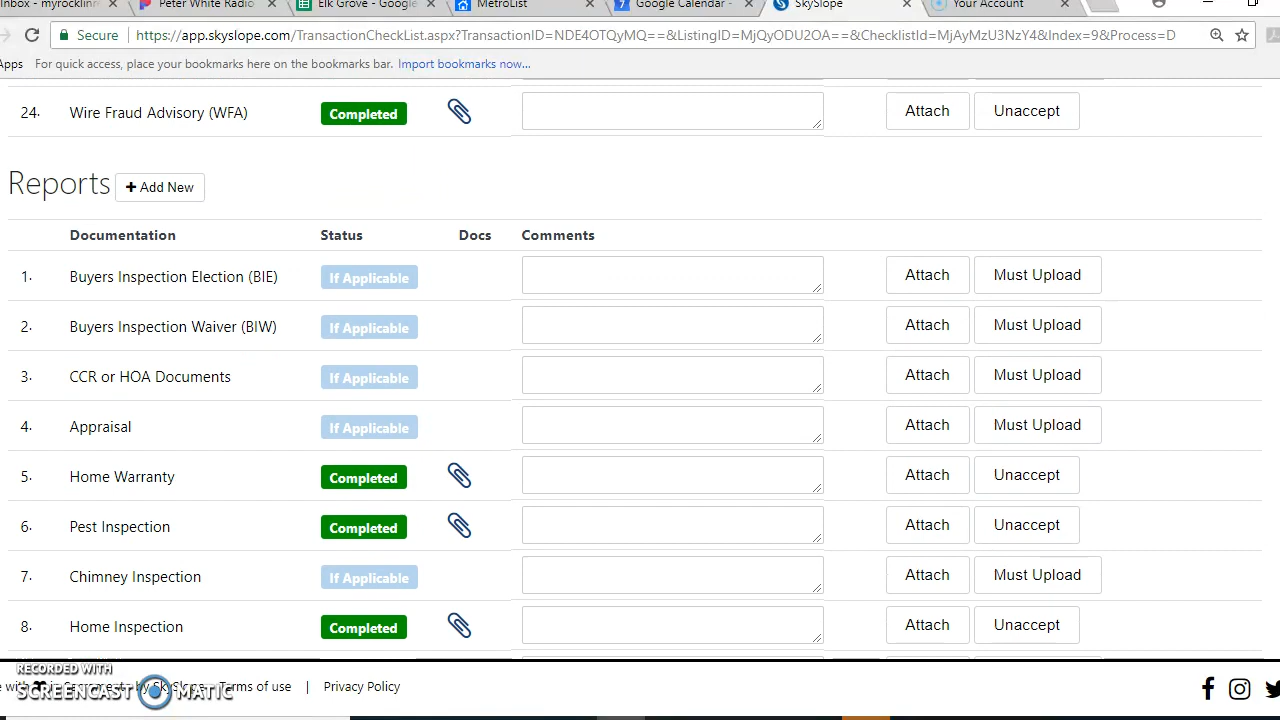 Inbox - myrocklinr
Peter White Radio
Elk Grove - Google
MetroList
Google Calendar -
SkySlope
Your Account
Secure https://app.skyslope.com/TransactionCheckList.aspx?TransactionID=NDE4OTQyMQ==&ListingID=MjQyODU2OA==&ChecklistId=MjAyMzU3NzY4&Index=9&Process=D
Apps For quick access, place your bookmarks here on the bookmarks bar. Import bookmarks now...
24. Wire Fraud Advisory (WFA) Completed Attach Unaccept
Reports + Add New
Documentation Status Docs Comments
1. Buyers Inspection Election (BIE) If Applicable Attach Must Upload
2. Buyers Inspection Waiver (BIW) If Applicable Attach Must Upload
3. CCR or HOA Documents If Applicable Attach Must Upload
4. Appraisal If Applicable Attach Must Upload
5. Home Warranty Completed Attach Unaccept
6. Pest Inspection Completed Attach Unaccept
7. Chimney Inspection If Applicable Attach Must Upload
8. Home Inspection Completed Attach Unaccept
RECORDED WITH
SCREENCAST MATIC
by SkySlope Terms of use | Privacy Policy